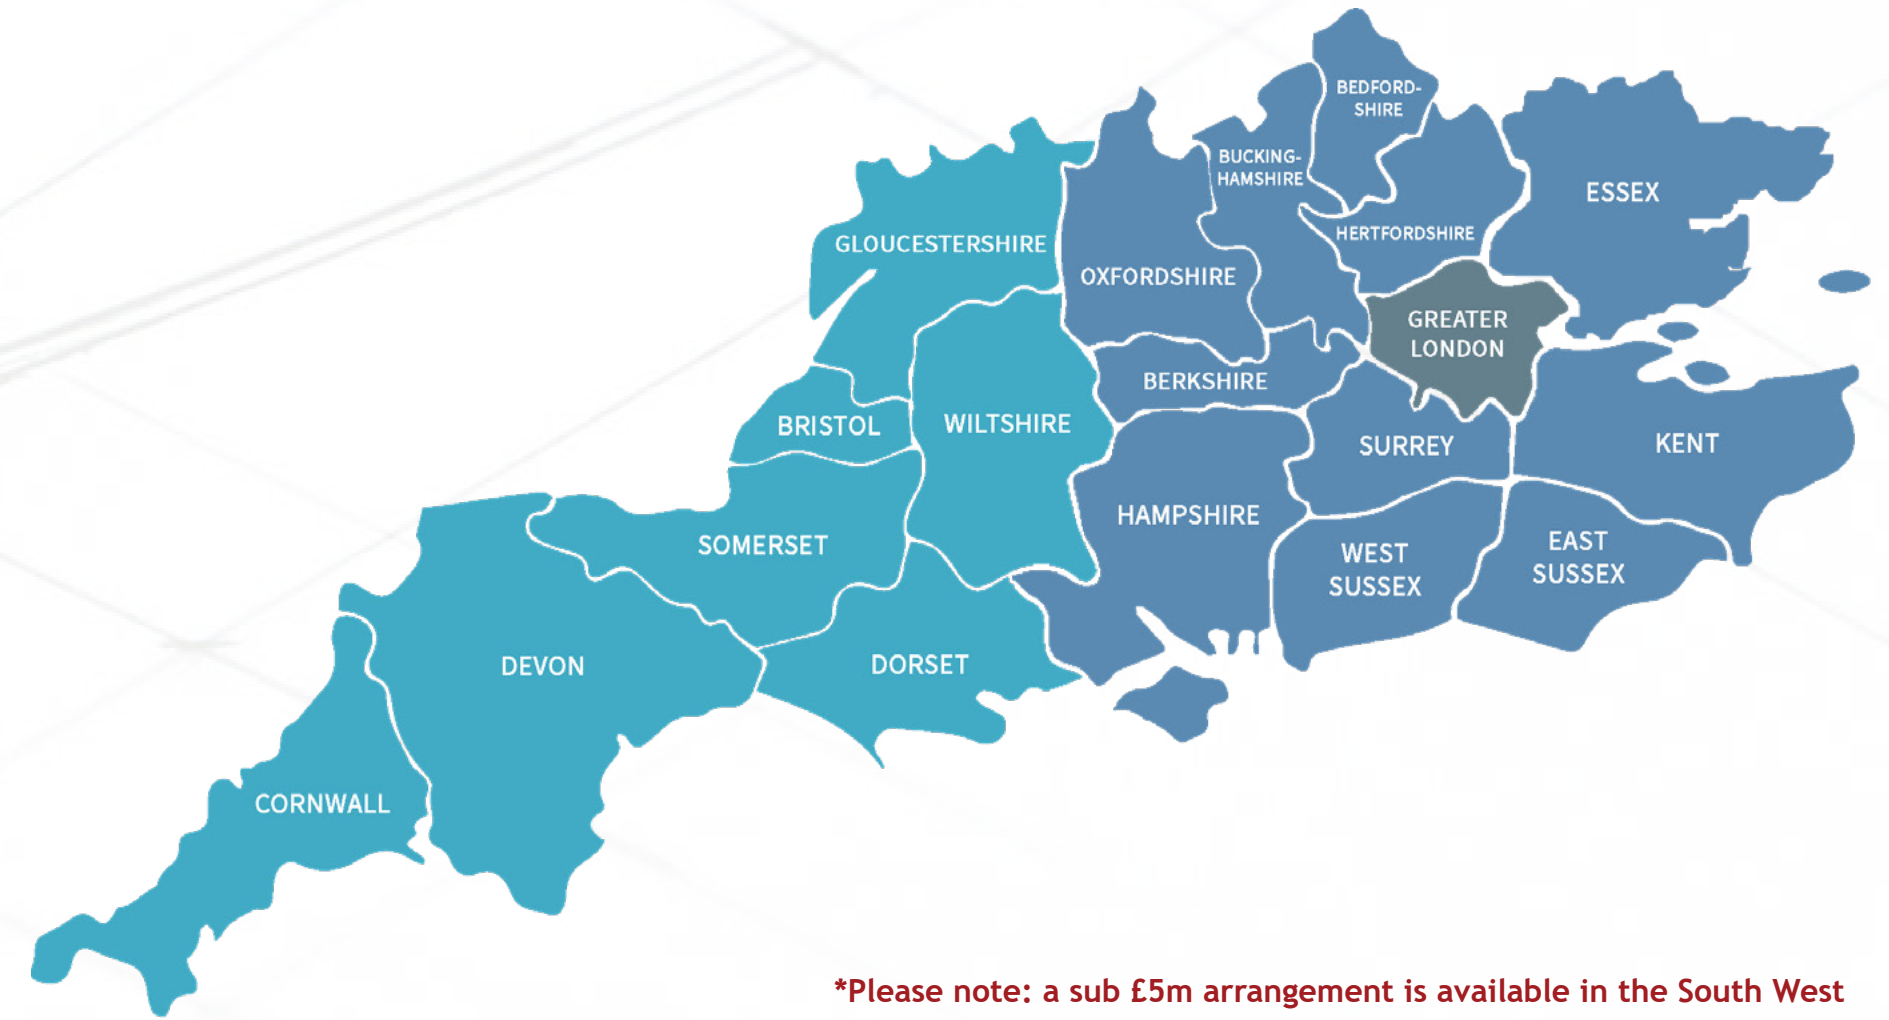 BEDFORD-
SHIRE
BUCKING-
HAMSHIRE
ESSEX
HERTFORDSHIRE
GLOUCESTERSHIRE
OXFORDSHIRE
GREATER
LONDON
BERKSHIRE
BRISTOL
WILTSHIRE
SURREY
KENT
HAMPSHIRE
SOMERSET
WEST
SUSSEX
EAST
SUSSEX
DEVON
DORSET
CORNWALL
*Please note: a sub £5m arrangement is available in the South West